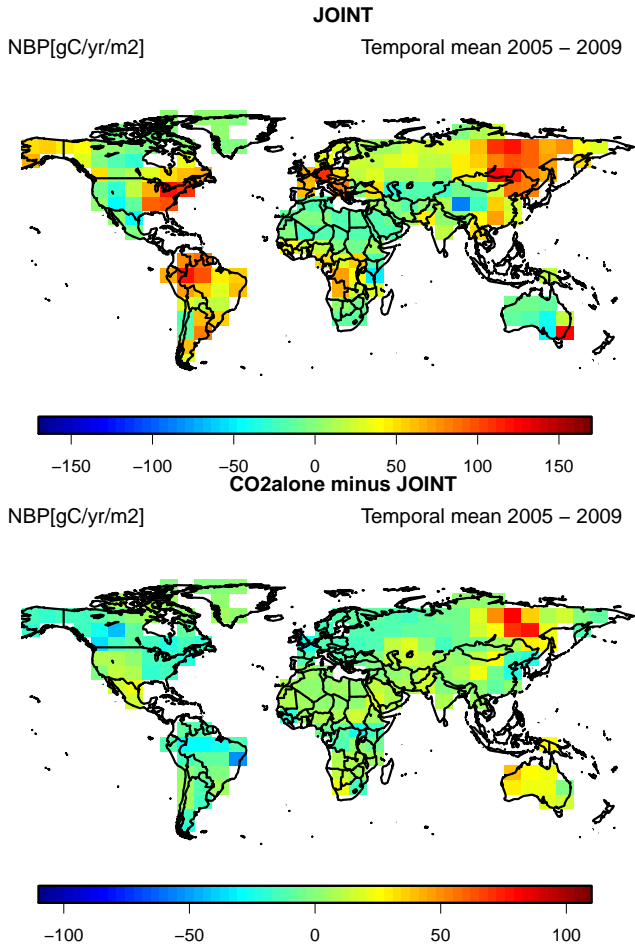 JOINT
NBP[gC/yr/m2] Temporal mean 2005 − 2009
−150 −100 −50 0 50 100 150
CO2alone minus JOINT
NBP[gC/yr/m2] Temporal mean 2005 − 2009
−100 −50 0 50 100